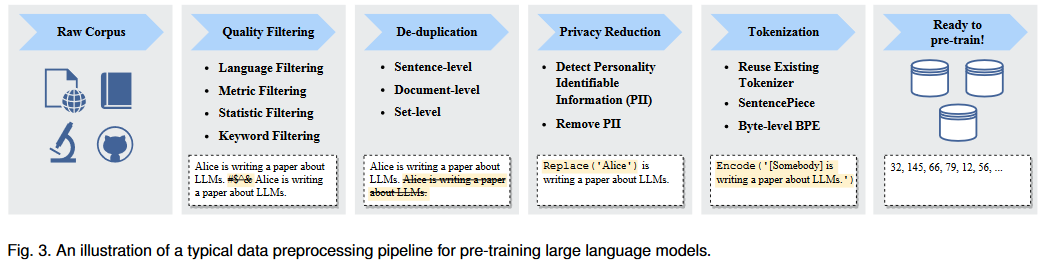 Raw Corpus
Quality Filtering
• Language Filtering
• Metric Filtering
• Statistic Filtering
• Keyword Filtering
Alice is writing a paper about
LLMs. #$^& Alice is writing
a paper about LLMs.
De-duplication
• Sentence-level
• Document-level
• Set-level
Alice is writing a paper about
LLMs. Alice is writing a paper
about LLMs.
Privacy Reduction
• Detect Personality
Identifiable
Information (PII)
• Remove PII
Replace('Alice') is
writing a paper about LLMs.
Tokenization
• Reuse Existing
Tokenizer
• SentencePiece
• Byte-level BPE
Encode('[Somebody] is
writing a paper about LLMs.')
Ready to
pre-train!
32, 145, 66, 79, 12, 56, ...
Fig. 3. An illustration of a typical data preprocessing pipeline for pre-training large language models.